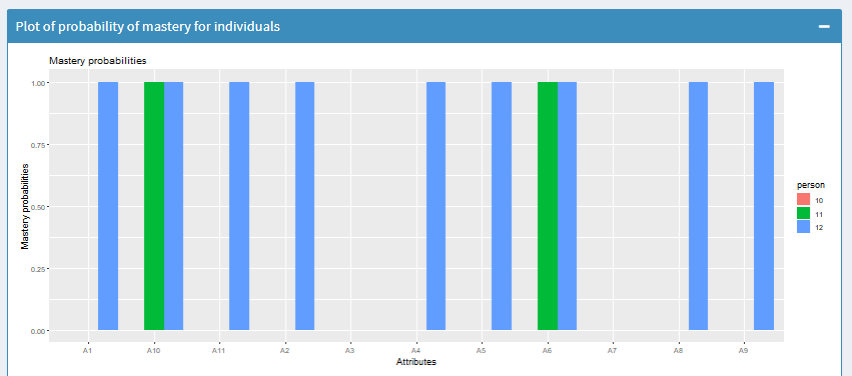 Plot of probability of mastery for individuals
Mastery probabilities
Mastery probabilities
1.00
0.75
0.50
0.25
0.00
A1 A10 A11 A2 A3 A4 A5 A6 A7 A8 A9
Attributes
person
10
11
12